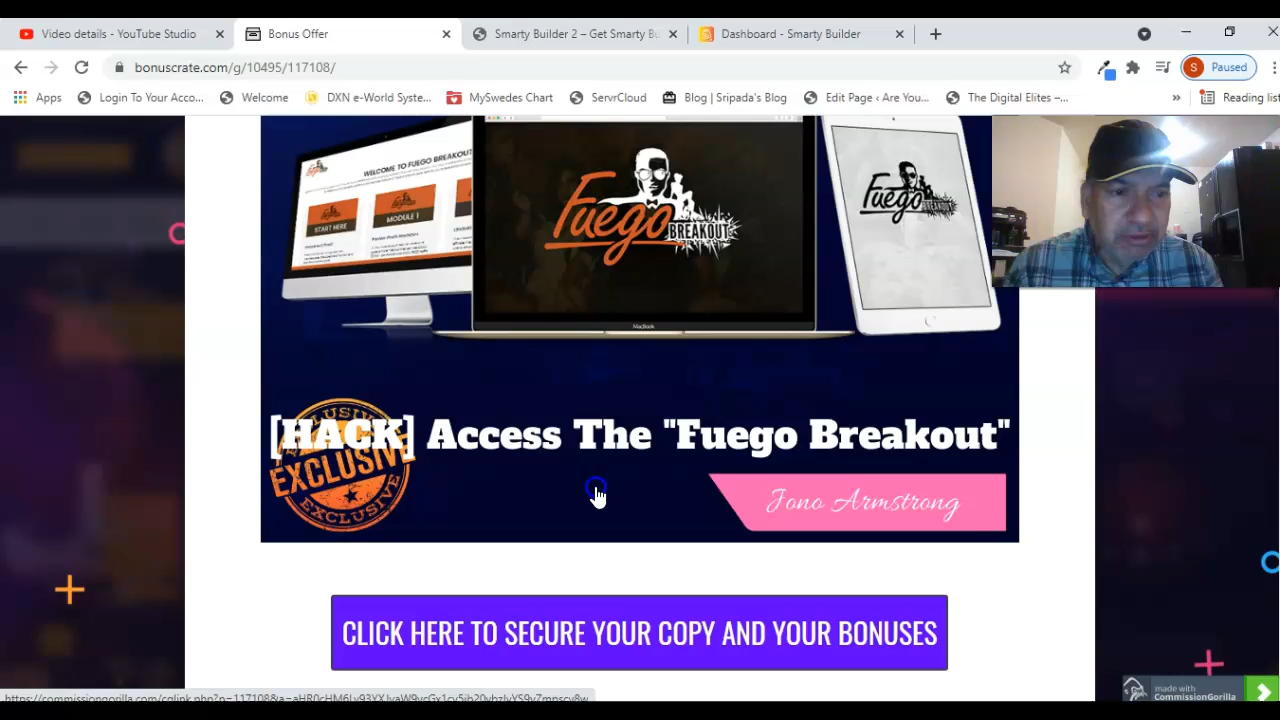 Video details - YouTube Studio
Bonus Offer
Smarty Builder 2 – Get Smarty Bu
Dashboard - Smarty Builder
bonuscrate.com/g/10495/117108/
S Paused
Apps
Login To Your Acco...
Welcome
DXN e-World Syste...
MySwedes Chart
ServrCloud
Blog | Sripada's Blog
Edit Page ‹ Are You...
The Digital Elites –...
»
Reading list
WELCOME TO FUEGO BREAKOUT
START HERE
MODULE 1
Fuego BREAKOUT
MacBook
Fuego BREAKOUT
EXCLUSIVE
EXCLUSIVE
EXCLUSIVE
[HACK] Access The "Fuego Breakout"
Jono Armstrong
CLICK HERE TO SECURE YOUR COPY AND YOUR BONUSES
made with
CommissionGorilla